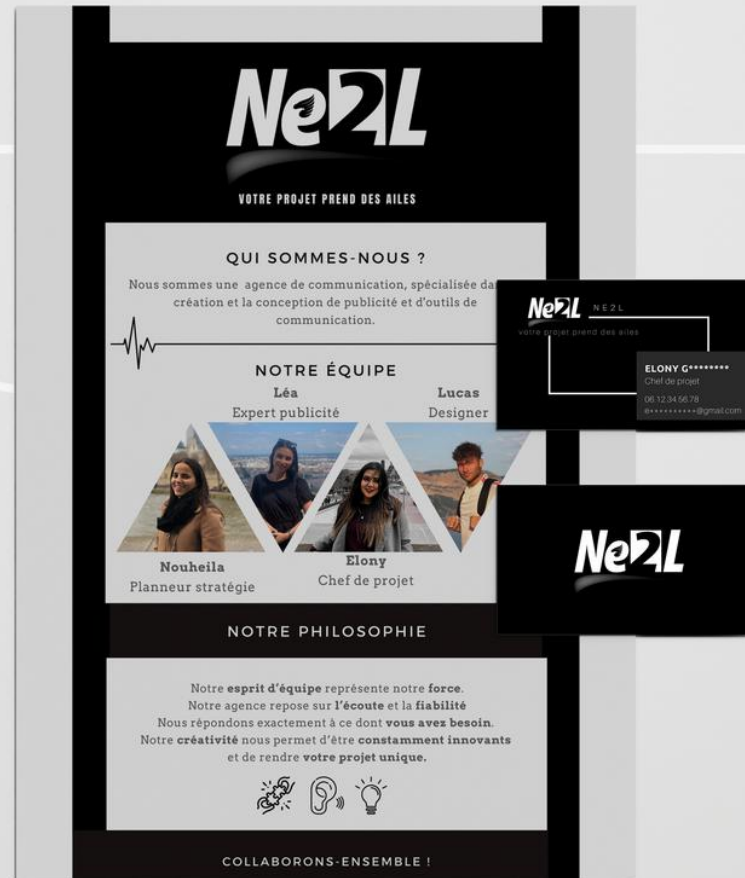 Ne2L
VOTRE PROJET PREND DES AILES
QUI SOMMES-NOUS ?
Nous sommes une agence de communication, spécialisée
création et la conception de publicité et d'outils de
communication.
NOTRE ÉQUIPE
Léa
Expert publicité
Lucas
Designer
Nouheila
Planneur stratégie
Elony
Chef de projet
NOTRE PHILOSOPHIE
Notre esprit d'équipe représente notre force.
Notre agence repose sur l'écoute et la fiabilité
Nous répondons exactement à ce dont vous avez besoin.
Notre créativité nous permet d'être constamment innovants
et de rendre votre projet unique.
COLLABORONS-ENSEMBLE !
Ne2L NE2L
votre projet prend des ailes
ELONY G********
Chef de projet
06.12.34.56.78
e**********@gmail.com
Ne2L